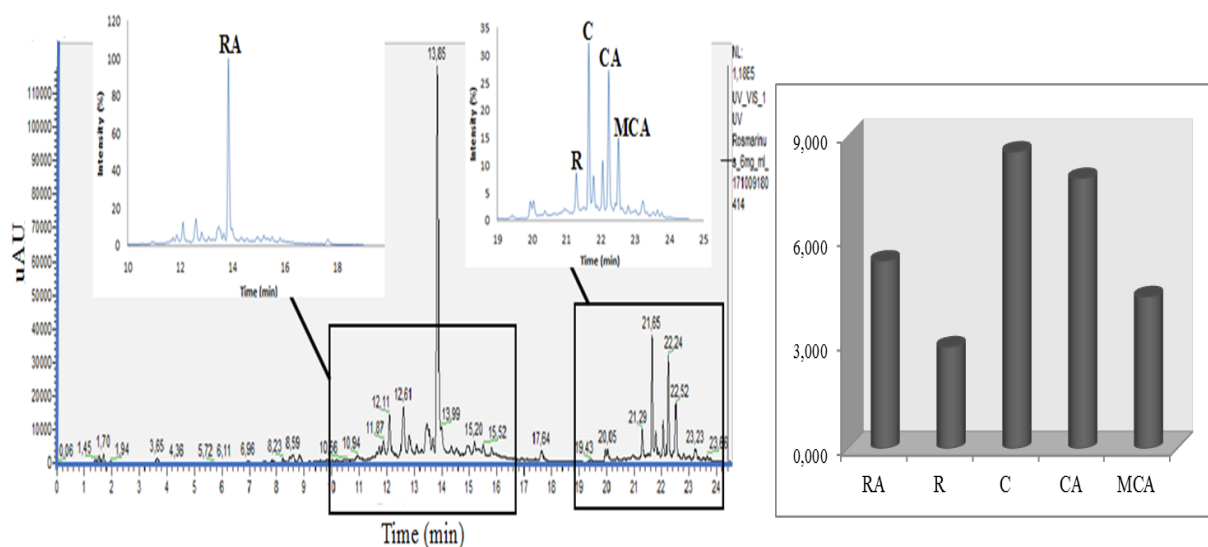 120
100
80
60
40
20
0
Intensity (%)
RA
10 12 14 16 18
Time (min)
35
30
25
20
15
10
5
0
Intensity (%)
C
CA
MCA
R
19 20 21 22 23 24 25
Time (min)
NL:
1,18E5
UV_VIS_1
UV
Rosmarinu
s_6mg_ml_
171009180
414
110000
100000
90000
80000
70000
60000
50000
40000
30000
20000
10000
0
uAU
13,85
0,06 1,45 1,70 1,94 3,65 4,36 5,72 6,11 6,96 8,23 8,59 10,56 10,94 11,87 12,11 12,61 13,99 15,20 15,52 17,64 19,43 20,05 21,29 21,65 22,24 22,52 23,23
0 1 2 3 4 5 6 7 8 9 10 11 12 13 14 15 16 17 18 19 20 21 22 23 24
Time (min)
9,000
6,000
3,000
0,000
RA R C CA MCA